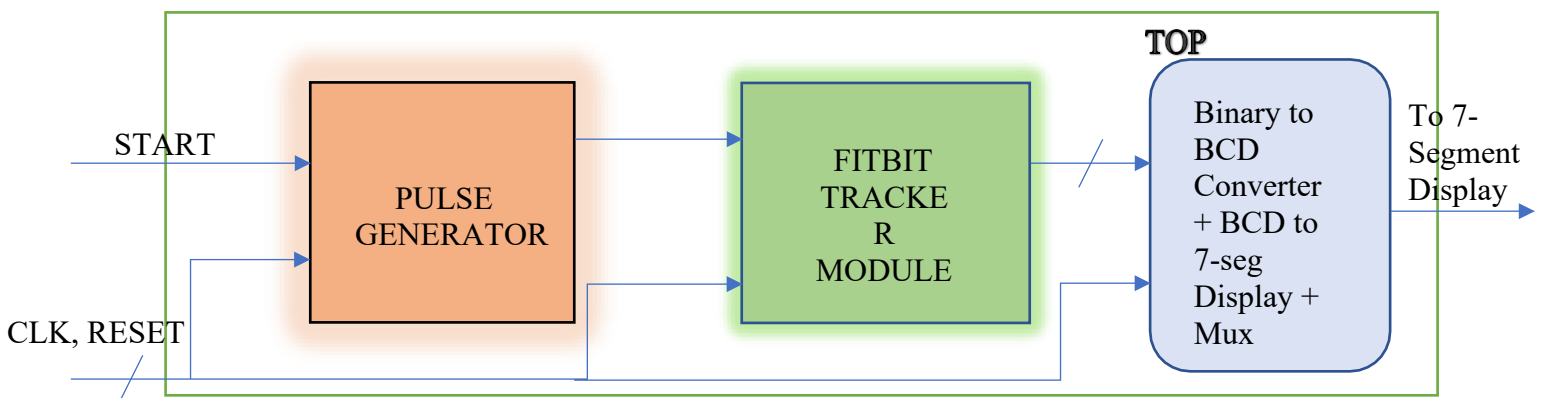 TOP
START
PULSE
GENERATOR
CLK, RESET
FITBIT
TRACKE
R
MODULE
Binary to
BCD
Converter
+ BCD to
7-seg
Display +
Mux
To 7-
Segment
Display